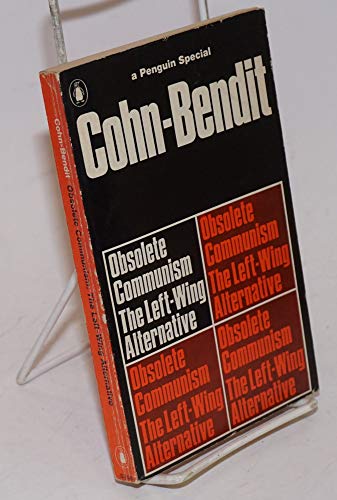 a Penguin Special
Cohn-Bendit
Obsolete
Communism
The Left-Wing
Alternative
Obsolete
Communism
The Left-Wing
Alternative
Obsolete
Communism
The Left-Wing
Alternative
Obsolete
Communism
The Left-Wing
Alternative
Cohn-Bendit Obsolete Communism The Left-Wing Alternative